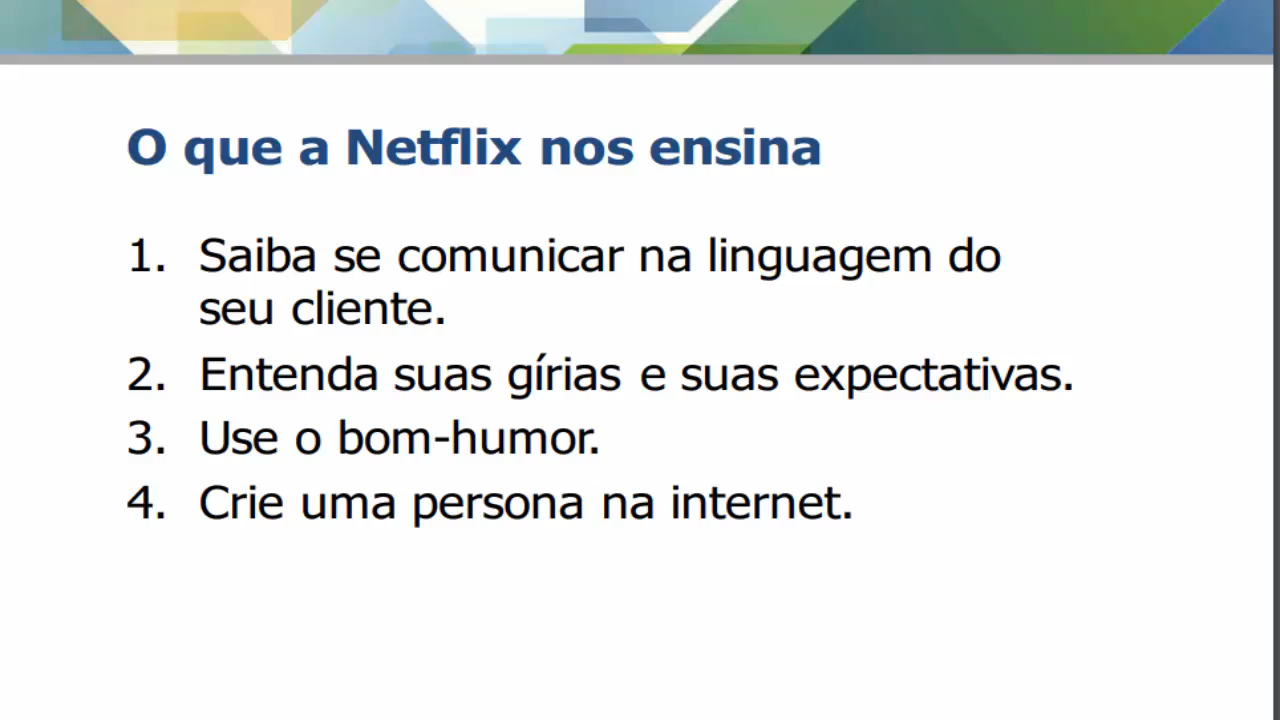 O que a Netflix nos ensina
1. Saiba se comunicar na linguagem do
seu cliente.
2. Entenda suas gírias e suas expectativas.
3. Use o bom-humor.
4. Crie uma persona na internet.